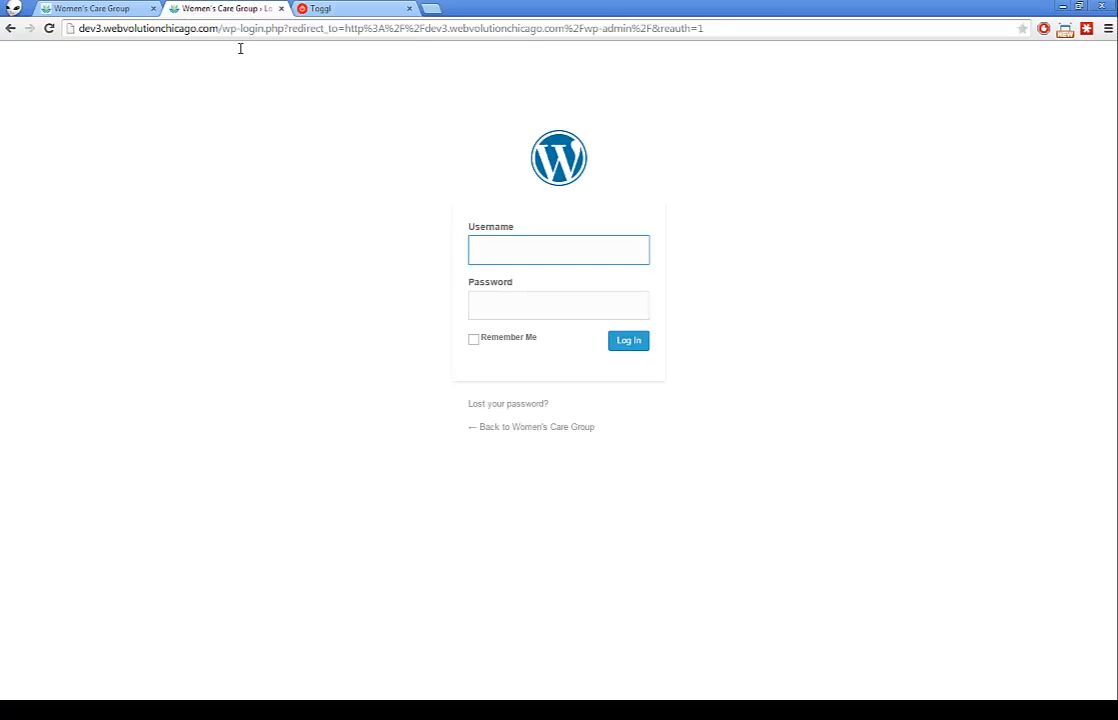 Women's Care Group
Women's Care Group › Lo
Toggl
dev3.webvolutionchicago.com/wp-login.php?redirect_to=http%3A%2F%2Fdev3.webvolutionchicago.com%2Fwp-admin%2F&reauth=1
NEW
Username
Password
Remember Me
Log In
Lost your password?
← Back to Women's Care Group